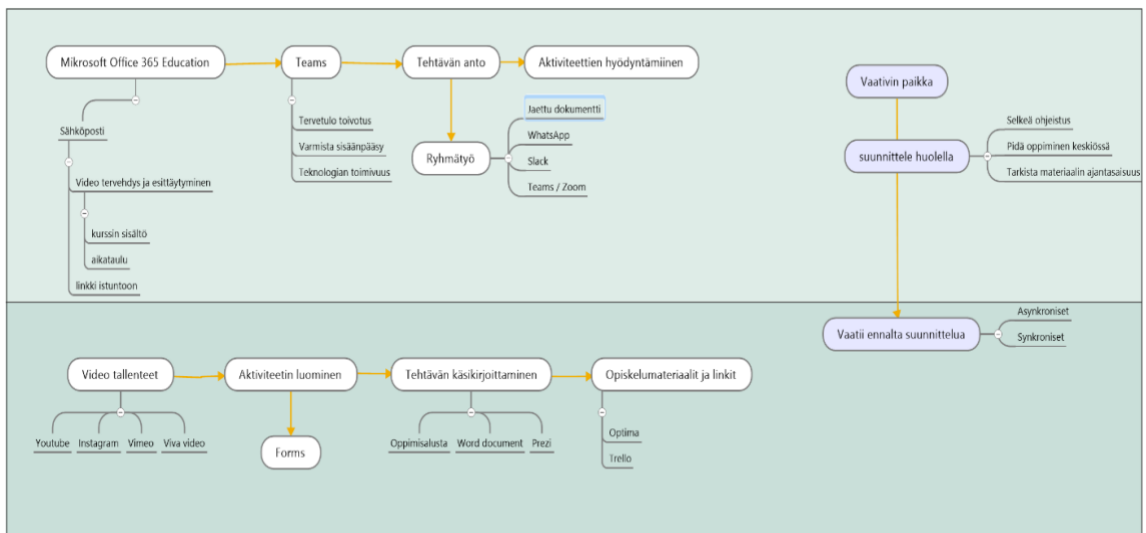 Mikrosoft Office 365 Education
Teams
Tehtävän anto
Aktiviteettien hyödyntämiinen
Sähköposti
Video tervehdys ja esittäytyminen
kurssin sisältö
aikataulu
linkki istuntoon
Tervetulo toivotus
Varmista sisäänpääsy
Teknologian toimivuus
Ryhmätyö
Jaettu dokumentti
WhatsApp
Slack
Teams / Zoom
Vaativin paikka
suunnittele huolella
Selkeä ohjeistus
Pidä oppiminen keskiössä
Tarkista materiaalin ajantasaisuus
Vaatii ennalta suunnittelua
Asynkroniset
Synkroniset
Video tallenteet
Aktiviteetin luominen
Tehtävän käsikirjoittaminen
Opiskelumateriaalit ja linkit
Youtube
Instagram
Vimeo
Viva video
Forms
Oppimisalusta
Word document
Prezi
Optima
Trello